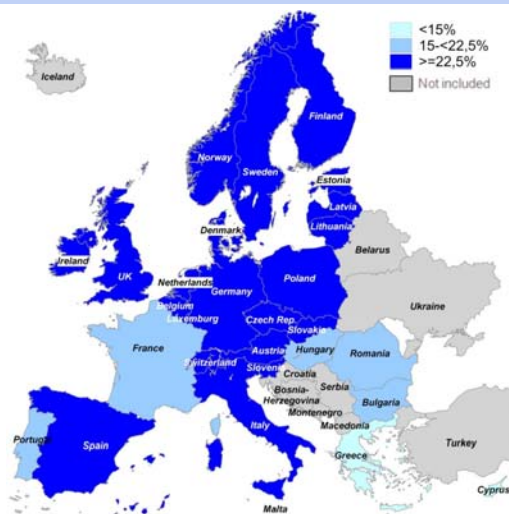 <15%
15-<22,5%
>=22,5%
Not included
Iceland
Finland
Norway
Sweden
Estonia
Latvia
Denmark
Lithuania
Ireland
Belarus
UK
Netherlands
Germany
Poland
Belgium
Luxemburg
Ukraine
Czech Rep.
Slovakia
France
Austria
Hungary
Romania
Switzerland
Slovenia
Croatia
Bosnia-
Herzegovina
Serbia
Montenegro
Bulgaria
Italy
Macedonia
Portugal
Spain
Greece
Turkey
Cyprus
Malta